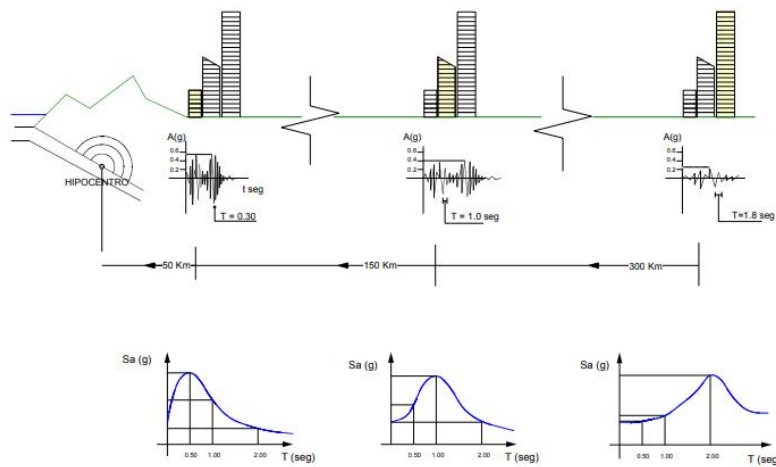 A(g)
0.6
0.4
0.2
t seg
T = 0.30
HIPOCENTRO
A(g)
0.6
0.4
0.2
T = 1.0 seg
A(g)
0.6
0.4
0.2
T=1.8 seg
50 Km
150 Km
300 Km
Sa (g)
0.50
1.00
2.00
T (seg)
Sa (g)
0.50
1.00
2.00
T (seg)
Sa (g)
0.50
1.00
2.00
T (seg